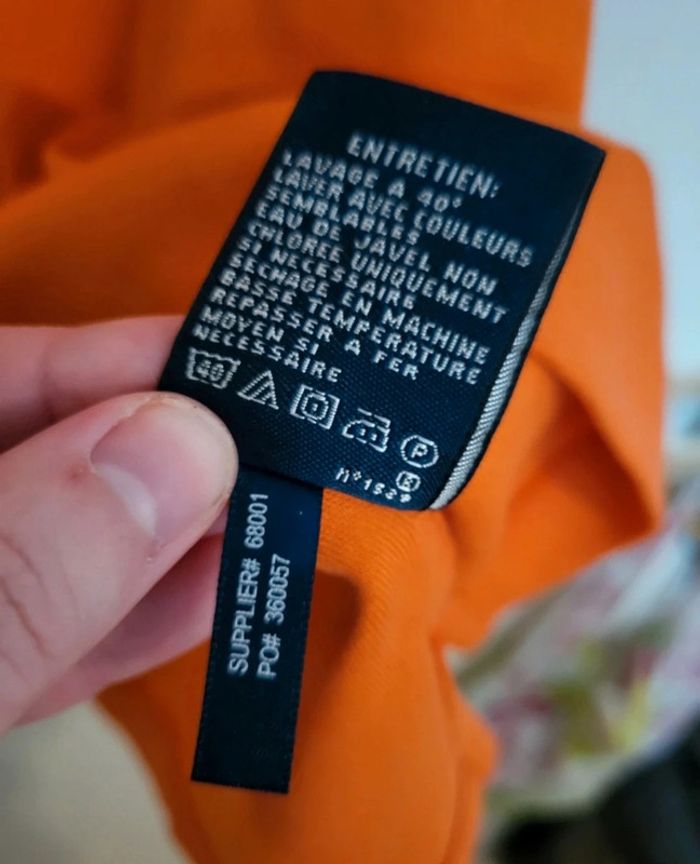 ENTRETIEN:
LAVAGE A 40°
LAVER AVEC COULEURS
SEMBLABLES
EAU DE JAVEL NON
CHLOREE UNIQUEMENT
SI NECESSAIRE
SECHAGE EN MACHINE
BASSE TEMPERATURE
REPASSER A FER
MOYEN SI
NECESSAIRE
40
P
K
SUPPLIER# 68001
PO# 360057